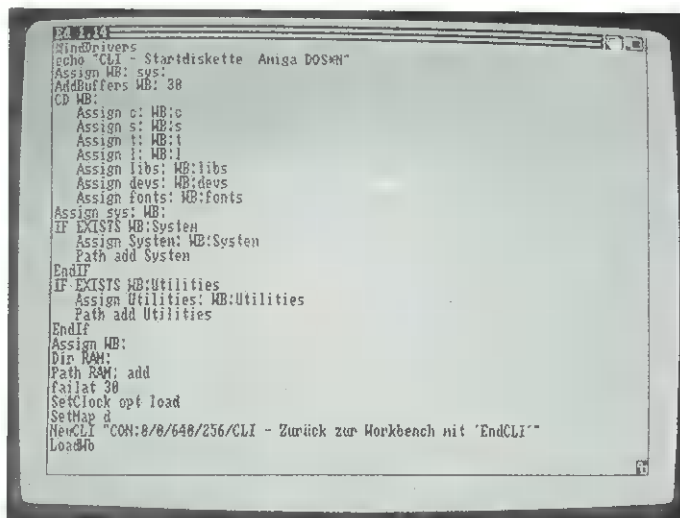 Ed 1.14
BindDrivers
echo "CLI - Startdiskette  Amiga DOS*N"
Assign WB: sys:
AddBuffers WB: 30
CD WB:
   Assign c: WB:c
   Assign s: WB:s
   Assign t: WB:t
   Assign l: WB:l
   Assign libs: WB:libs
   Assign devs: WB:devs
   Assign fonts: WB:fonts
Assign sys: WB:
IF EXISTS WB:System
   Assign System: WB:System
   Path add System
EndIF
IF EXISTS WB:Utilities
   Assign Utilities: WB:Utilities
   Path add Utilities
EndIf
Assign WB:
Dir RAM:
Path RAM: add
failat 30
SetClock opt load
SetMap d
NewCLI "CON:0/0/640/256/CLI - Zurück zur Workbench mit ´EndCLI´"
LoadWb